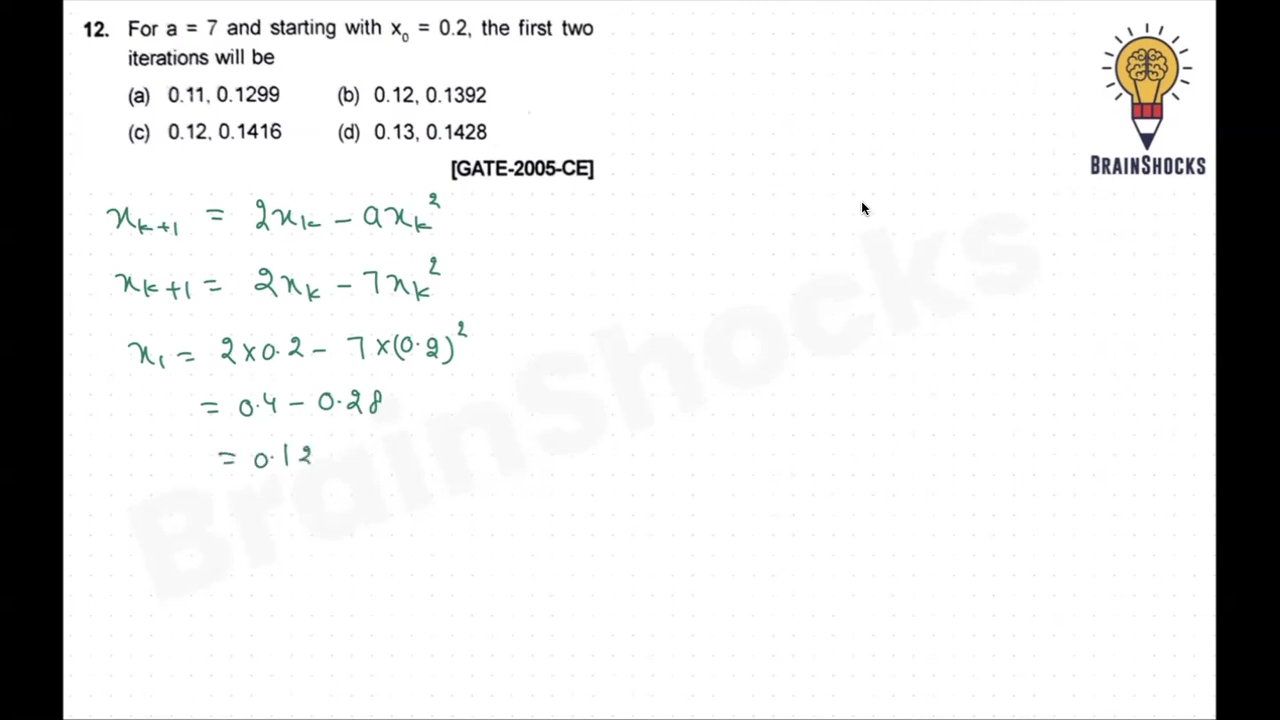 12. For a = 7 and starting with x₀ = 0.2, the first two
iterations will be
(a) 0.11, 0.1299 (b) 0.12, 0.1392
(c) 0.12, 0.1416 (d) 0.13, 0.1428
[GATE-2005-CE]
BRAINSHOCKS
xₖ₊₁ = 2xₖ - axₖ²
xₖ₊₁ = 2xₖ - 7xₖ²
x₁ = 2×0.2 - 7×(0.2)²
= 0.4 - 0.28
= 0.12
BrainShocks